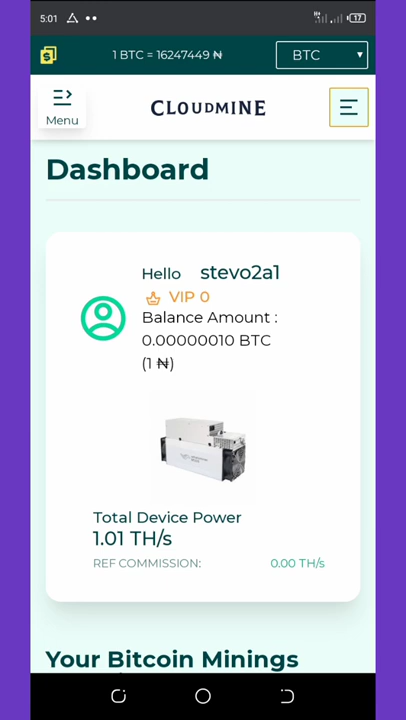 5:01
17
1 BTC = 16247449 ₦
BTC
Menu
CLOUDMINE
Dashboard
Hello stevo2a1
VIP 0
Balance Amount :
0.00000010 BTC
(1 ₦)
Total Device Power
1.01 TH/s
REF COMMISSION: 0.00 TH/s
Your Bitcoin Minings